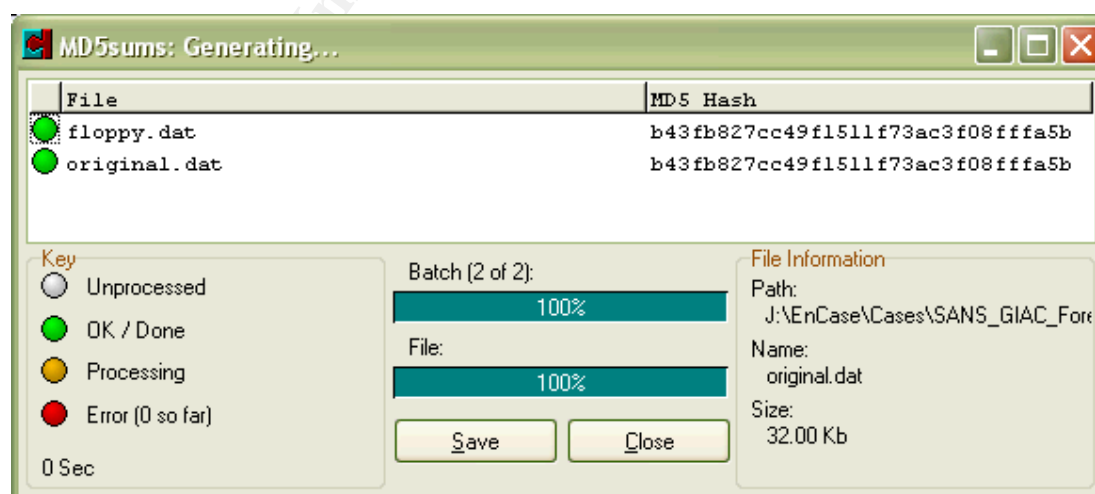 MD5sums: Generating...
File MD5 Hash
floppy.dat b43fb827cc49f1511f73ac3f08fffa5b
original.dat b43fb827cc49f1511f73ac3f08fffa5b
Key
Unprocessed
OK / Done
Processing
Error (0 so far)
0 Sec
Batch (2 of 2):
100%
File:
100%
Save Close
File Information
Path:
J:\EnCase\Cases\SANS_GIAC_Fore
Name:
original.dat
Size:
32.00 Kb